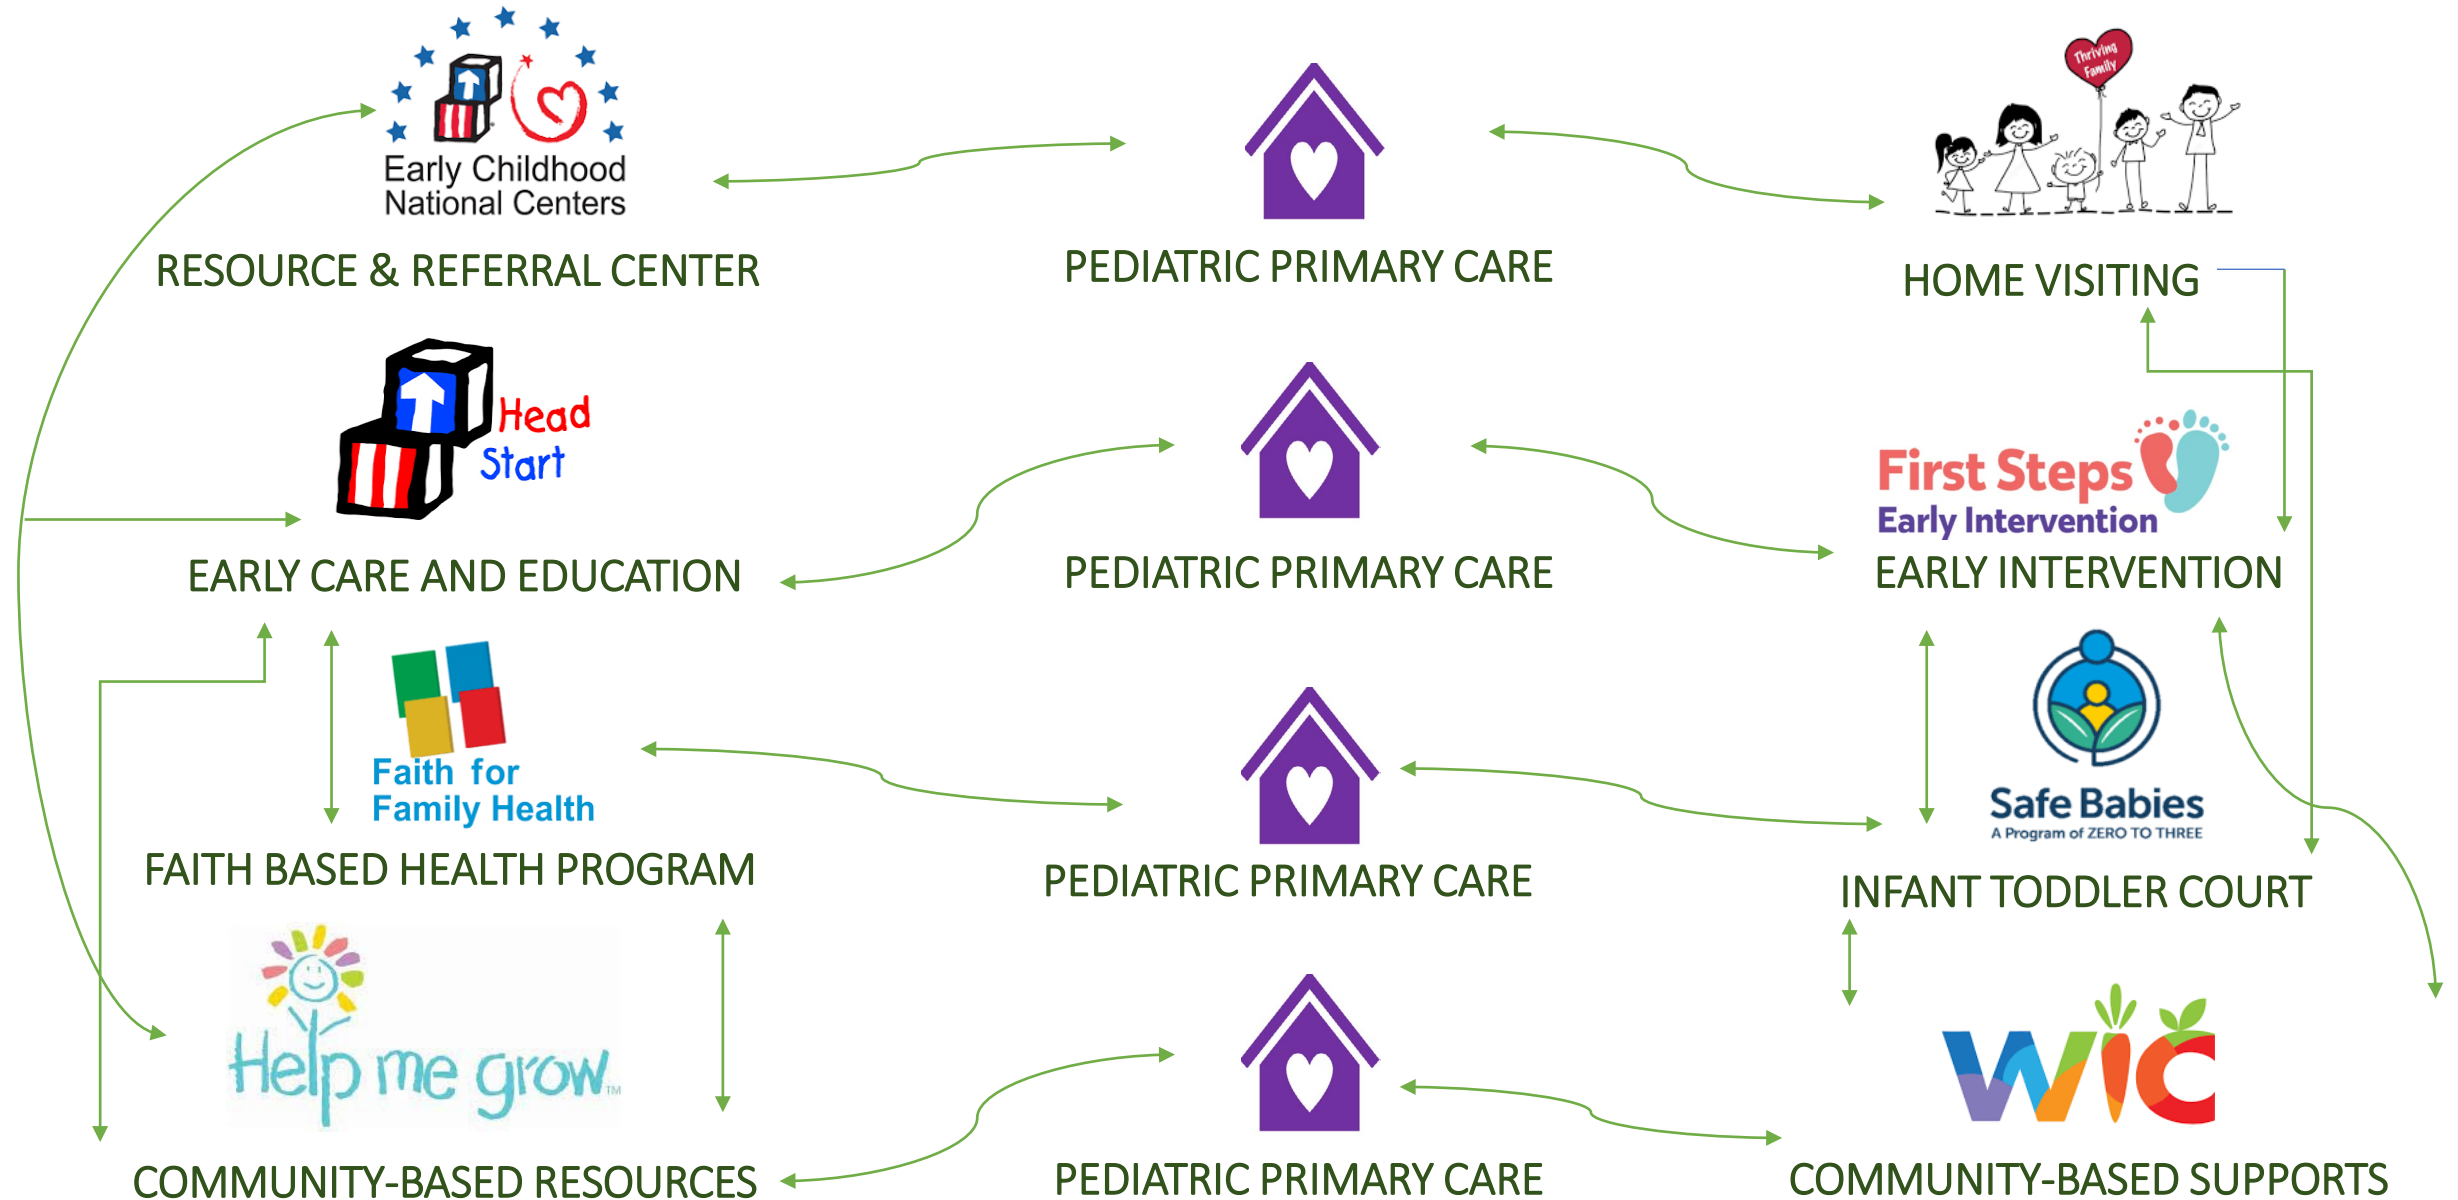 Early Childhood
National Centers
RESOURCE & REFERRAL CENTER
PEDIATRIC PRIMARY CARE
Thriving
Family
HOME VISITING
Head
Start
EARLY CARE AND EDUCATION
PEDIATRIC PRIMARY CARE
First Steps
Early Intervention
EARLY INTERVENTION
Faith for
Family Health
FAITH BASED HEALTH PROGRAM
PEDIATRIC PRIMARY CARE
Safe Babies
A Program of ZERO TO THREE
INFANT TODDLER COURT
Help me grow™
COMMUNITY-BASED RESOURCES
PEDIATRIC PRIMARY CARE
WIC
COMMUNITY-BASED SUPPORTS